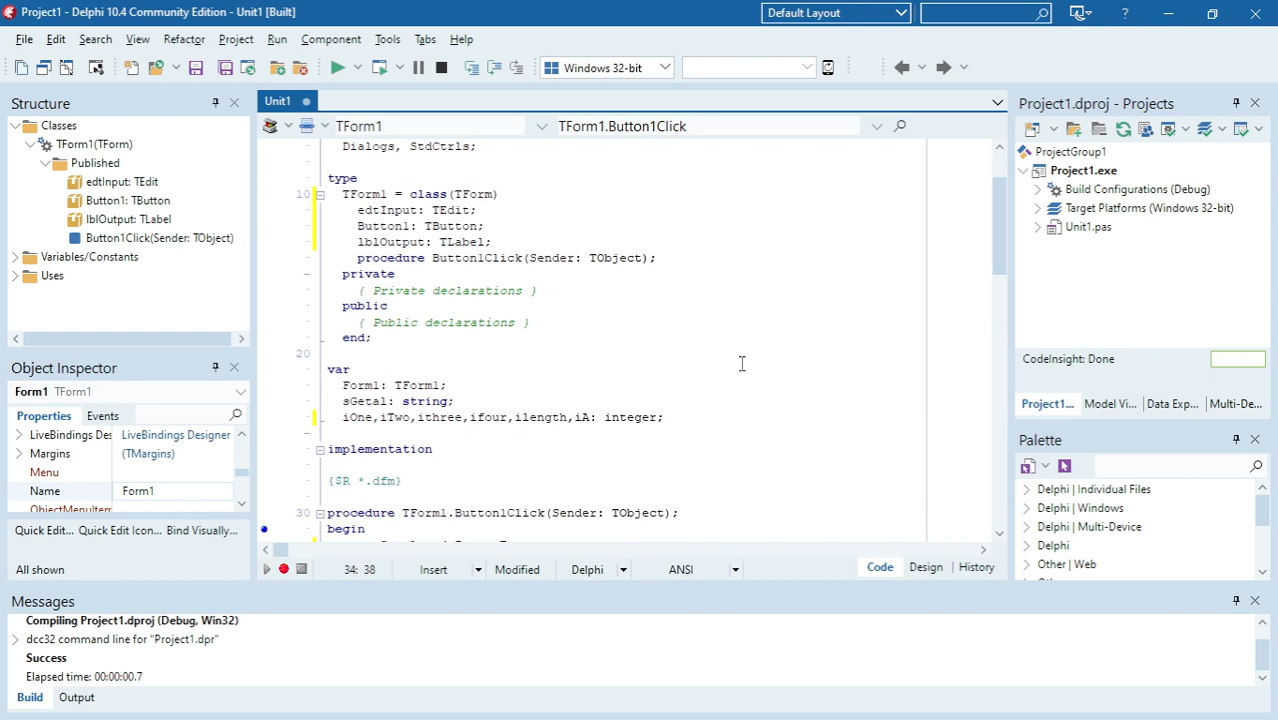 Project1 - Delphi 10.4 Community Edition - Unit1 [Built]
Default Layout
File Edit Search View Refactor Project Run Component Tools Tabs Help
Windows 32-bit
Structure
Classes
TForm1(TForm)
Published
edtInput: TEdit
Button1: TButton
lblOutput: TLabel
Button1Click(Sender: TObject)
Variables/Constants
Uses
Object Inspector
Form1 TForm1
Properties Events
LiveBindings Des LiveBindings Designer
Margins (TMargins)
Menu
Name Form1
Quick Edit... Quick Edit Icon... Bind Visually...
All shown
Unit1
TForm1 TForm1.Button1Click
Dialogs, StdCtrls;
type
10 TForm1 = class(TForm)
edtInput: TEdit;
Button1: TButton;
lblOutput: TLabel;
procedure Button1Click(Sender: TObject);
private
{ Private declarations }
public
{ Public declarations }
end;
20
var
Form1: TForm1;
sGetal: string;
iOne,iTwo,ithree,ifour,ilength,iA: integer;
implementation
{$R *.dfm}
30 procedure TForm1.Button1Click(Sender: TObject);
begin
34: 38 Insert Modified Delphi ANSI Code Design History
Project1.dproj - Projects
ProjectGroup1
Project1.exe
Build Configurations (Debug)
Target Platforms (Windows 32-bit)
Unit1.pas
CodeInsight: Done
Project1... Model Vi... Data Exp... Multi-De...
Palette
Delphi | Individual Files
Delphi | Windows
Delphi | Multi-Device
Delphi
Other | Web
Messages
Compiling Project1.dproj (Debug, Win32)
dcc32 command line for "Project1.dpr"
Success
Elapsed time: 00:00:00.7
Build Output